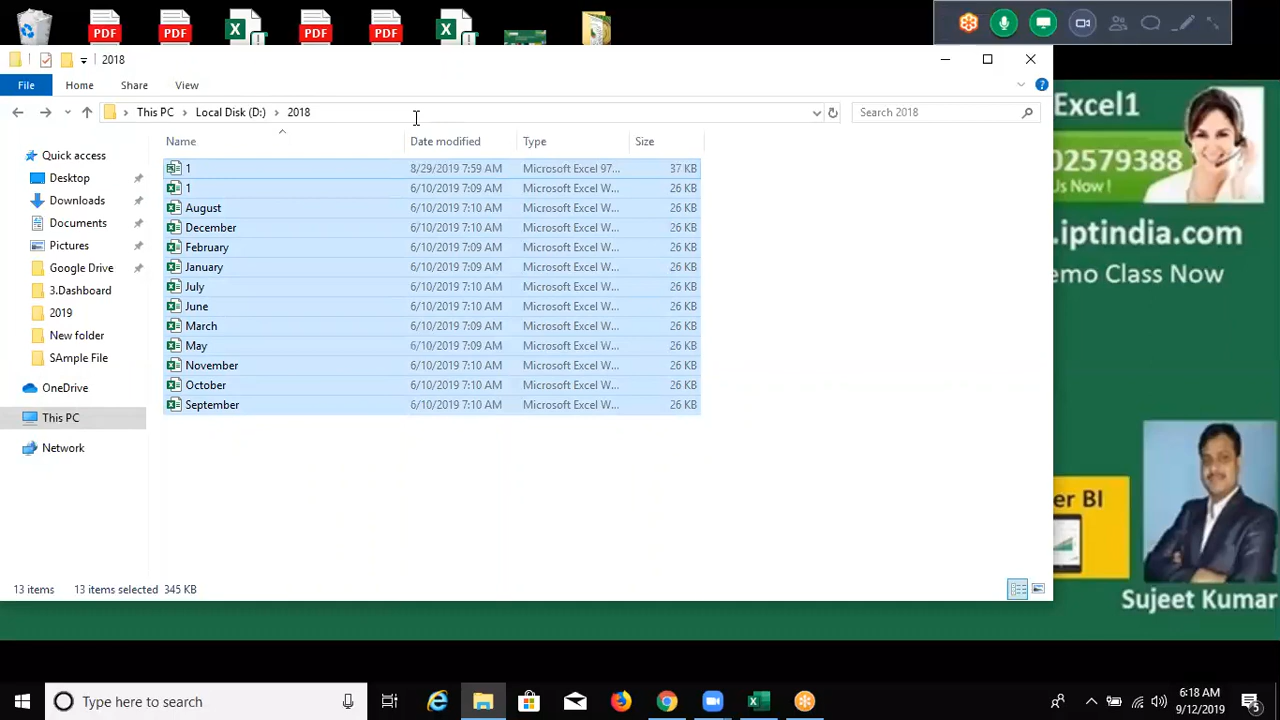 PDF PDF PDF PDF
2018
File Home Share View
This PC Local Disk (D:) 2018
Search 2018
Name Date modified Type Size
Quick access
Desktop
Downloads
Documents
Pictures
Google Drive
3.Dashboard
2019
New folder
SAmple File
OneDrive
This PC
Network
1 8/29/2019 7:59 AM Microsoft Excel 97... 37 KB
1 6/10/2019 7:09 AM Microsoft Excel W... 26 KB
August 6/10/2019 7:10 AM Microsoft Excel W... 26 KB
December 6/10/2019 7:10 AM Microsoft Excel W... 26 KB
February 6/10/2019 7:09 AM Microsoft Excel W... 26 KB
January 6/10/2019 7:09 AM Microsoft Excel W... 26 KB
July 6/10/2019 7:10 AM Microsoft Excel W... 26 KB
June 6/10/2019 7:10 AM Microsoft Excel W... 26 KB
March 6/10/2019 7:09 AM Microsoft Excel W... 26 KB
May 6/10/2019 7:09 AM Microsoft Excel W... 26 KB
November 6/10/2019 7:10 AM Microsoft Excel W... 26 KB
October 6/10/2019 7:10 AM Microsoft Excel W... 26 KB
September 6/10/2019 7:10 AM Microsoft Excel W... 26 KB
13 items 13 items selected 345 KB
Excel1
02579388
s Now !
.iptindia.com
emo Class Now
er BI
Sujeet Kumar
Type here to search
6:18 AM
9/12/2019
5